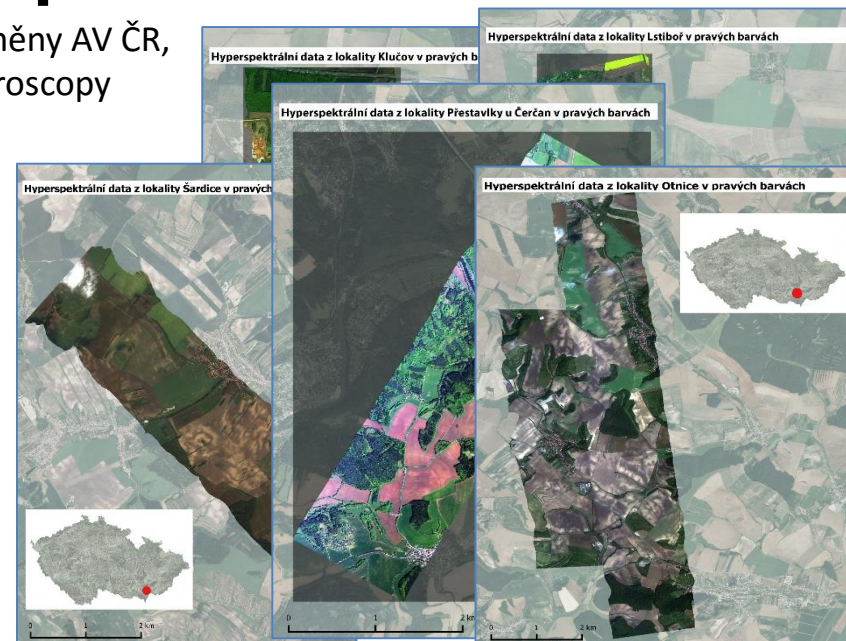 měny AV ČR,
roscopy
Hyperspektrální data z lokality Klučov v pravých b
Hyperspektrální data z lokality Lstiboř v pravých barvách
Hyperspektrální data z lokality Přestavlky u Čerčan v pravých barvách
Hyperspektrální data z lokality Šardice v pravých
Hyperspektrální data z lokality Otnice v pravých barvách
0 1 2 km
0 1 2 km
0 1 2 km